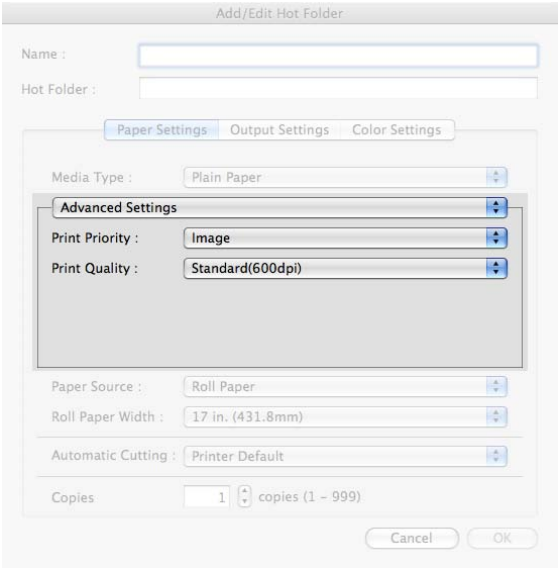 Add/Edit Hot Folder
Name :
Hot Folder :
Paper Settings Output Settings Color Settings
Media Type : Plain Paper
Advanced Settings
Print Priority : Image
Print Quality : Standard(600dpi)
Paper Source : Roll Paper
Roll Paper Width : 17 in. (431.8mm)
Automatic Cutting : Printer Default
Copies 1 copies (1 – 999)
Cancel OK